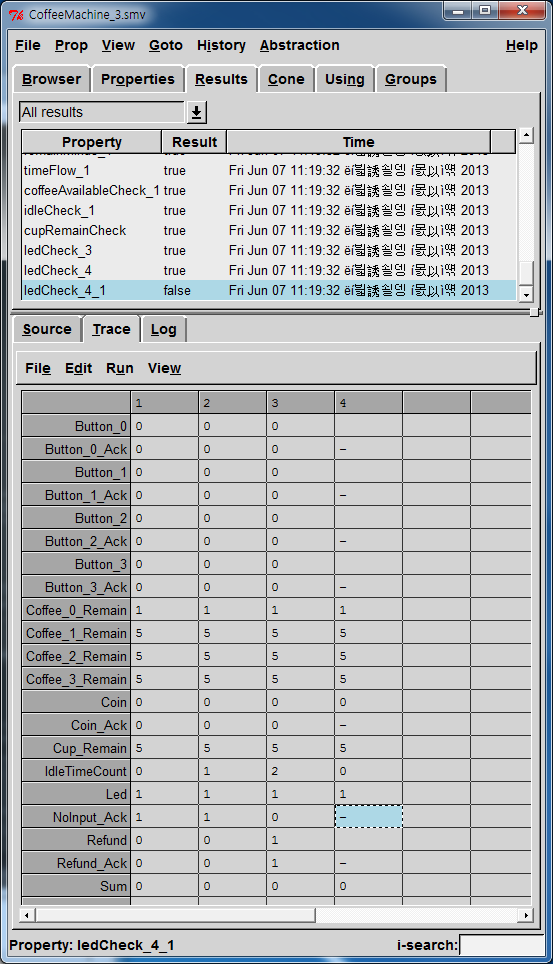 CoffeeMachine_3.smv
File Prop View Goto History Abstraction Help
Browser Properties Results Cone Using Groups
All results
Property Result Time
timeFlow_1 true Fri Jun 07 11:19:32 2013
coffeeAvailableCheck_1 true Fri Jun 07 11:19:32 2013
idleCheck_1 true Fri Jun 07 11:19:32 2013
cupRemainCheck true Fri Jun 07 11:19:32 2013
ledCheck_3 true Fri Jun 07 11:19:32 2013
ledCheck_4 true Fri Jun 07 11:19:32 2013
ledCheck_4_1 false Fri Jun 07 11:19:32 2013
Source Trace Log
File Edit Run View
1 2 3 4
Button_0 0 0 0
Button_0_Ack 0 0 0 –
Button_1 0 0 0
Button_1_Ack 0 0 0 –
Button_2 0 0 0
Button_2_Ack 0 0 0 –
Button_3 0 0 0
Button_3_Ack 0 0 0 –
Coffee_0_Remain 1 1 1 1
Coffee_1_Remain 5 5 5 5
Coffee_2_Remain 5 5 5 5
Coffee_3_Remain 5 5 5 5
Coin 0 0 0 0
Coin_Ack 0 0 0 –
Cup_Remain 5 5 5 5
IdleTimeCount 0 1 2 0
Led 1 1 1 1
NoInput_Ack 1 1 0 –
Refund 0 0 1
Refund_Ack 0 0 1 –
Sum 0 0 0 0
Property: ledCheck_4_1 i-search: